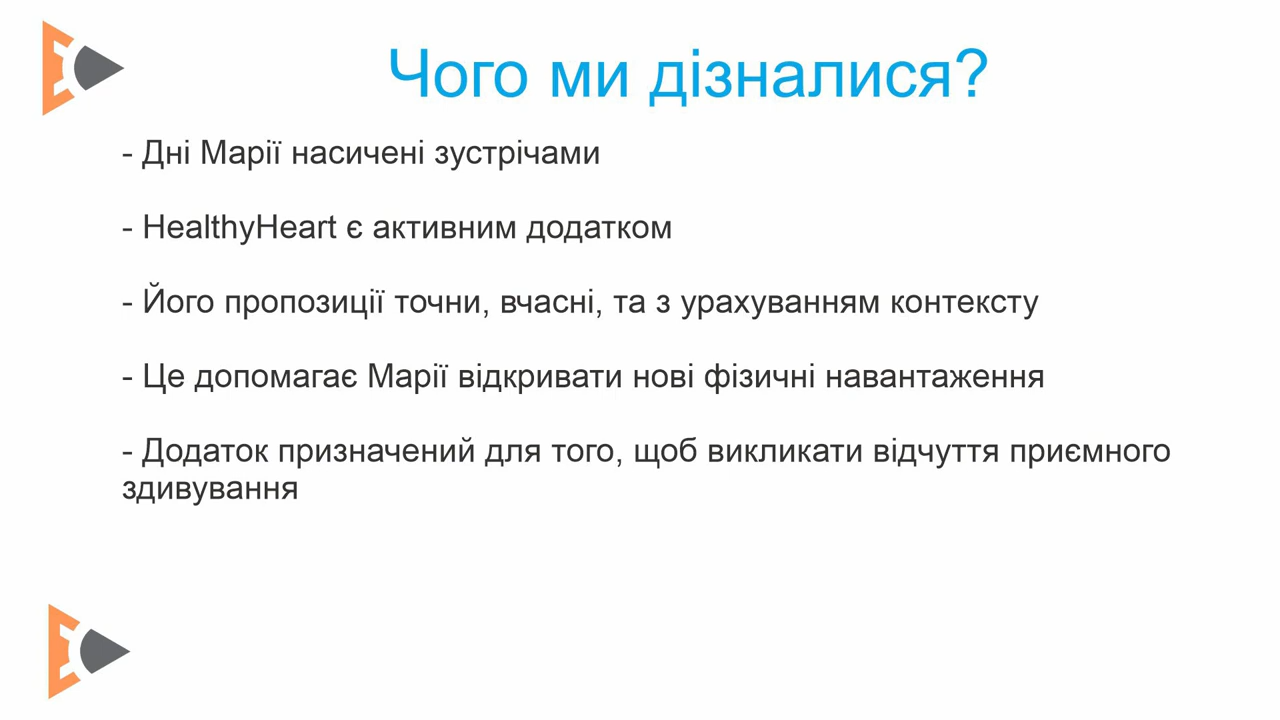 Чого ми дізналися?
- Дні Марії насичені зустрічами
- HealthyHeart є активним додатком
- Його пропозиції точни, вчасні, та з урахуванням контексту
- Це допомагає Марії відкривати нові фізичні навантаження
- Додаток призначений для того, щоб викликати відчуття приємного
здивування